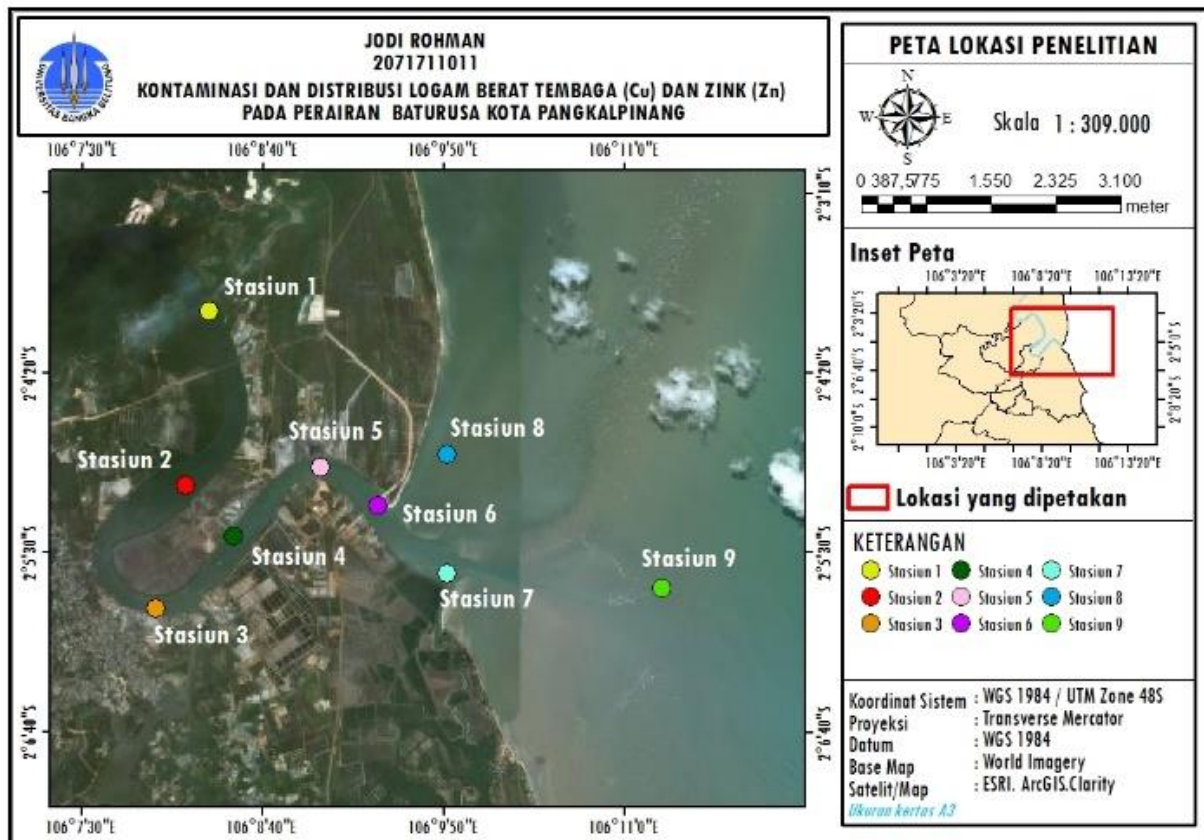 JODI ROHMAN
2071711011
KONTAMINASI DAN DISTRIBUSI LOGAM BERAT TEMBAGA (Cu) DAN ZINK (Zn)
PADA PERAIRAN BATURUSA KOTA PANGKALPINANG
UNIVERSITAS BANGKA BELITUNG
106°7'30"E 106°8'40"E 106°9'50"E 106°11'0"E
2°3'10"S
2°4'20"S 2°4'20"S
2°5'30"S 2°5'30"S
2°6'40"S 2°6'40"S
Stasiun 1
Stasiun 2
Stasiun 5
Stasiun 8
Stasiun 6
Stasiun 4
Stasiun 9
Stasiun 7
Stasiun 3
106°7'30"E 106°8'40"E 106°9'50"E 106°11'0"E
PETA LOKASI PENELITIAN
N
W E
S
Skala 1 : 309.000
0 387,5775 1.550 2.325 3.100
meter
Inset Peta
106°3'20"E 106°8'20"E 106°13'20"E
2°3'20"S
2°5'0"S
2°6'40"S
2°8'20"S
2°10'0"S
106°3'20"E 106°8'20"E 106°13'20"E
Lokasi yang dipetakan
KETERANGAN
Stasiun 1 Stasiun 4 Stasiun 7
Stasiun 2 Stasiun 5 Stasiun 8
Stasiun 3 Stasiun 6 Stasiun 9
Koordinat Sistem : WGS 1984 / UTM Zone 48S
Proyeksi : Transverse Mercator
Datum : WGS 1984
Base Map : World Imagery
Satelit/Map : ESRI. ArcGIS.Clarity
Ukuran kertas A3